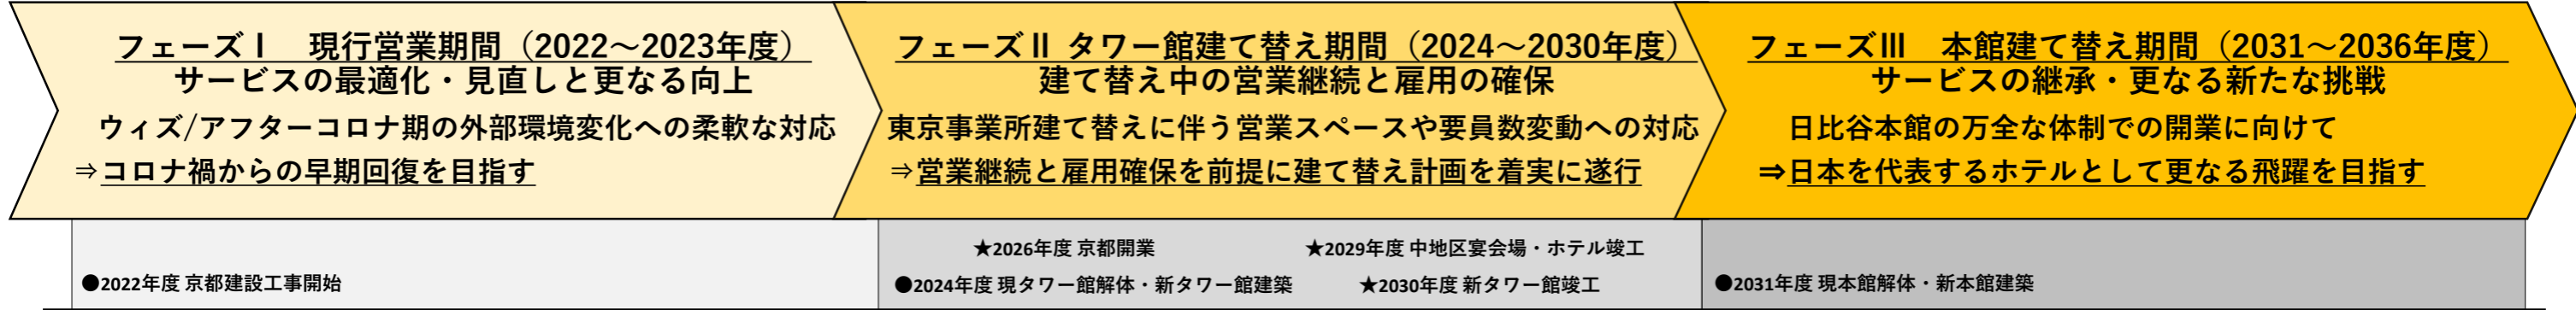 フェーズⅠ 現行営業期間(2022~2023年度)
サービスの最適化・見直しと更なる向上
ウィズ/アフターコロナ期の外部環境変化への柔軟な対応
⇒コロナ禍からの早期回復を目指す
●2022年度 京都建設工事開始
フェーズⅡ タワー館建て替え期間(2024~2030年度)
建て替え中の営業継続と雇用の確保
東京事業所建て替えに伴う営業スペースや要員数変動への対応
⇒営業継続と雇用確保を前提に建て替え計画を着実に遂行
★2026年度 京都開業
★2029年度 中地区宴会場・ホテル竣工
●2024年度 現タワー館解体・新タワー館建築
★2030年度 新タワー館竣工
フェーズⅢ 本館建て替え期間(2031~2036年度)
サービスの継承・更なる新たな挑戦
日比谷本館の万全な体制での開業に向けて
⇒日本を代表するホテルとして更なる飛躍を目指す
●2031年度 現本館解体・新本館建築